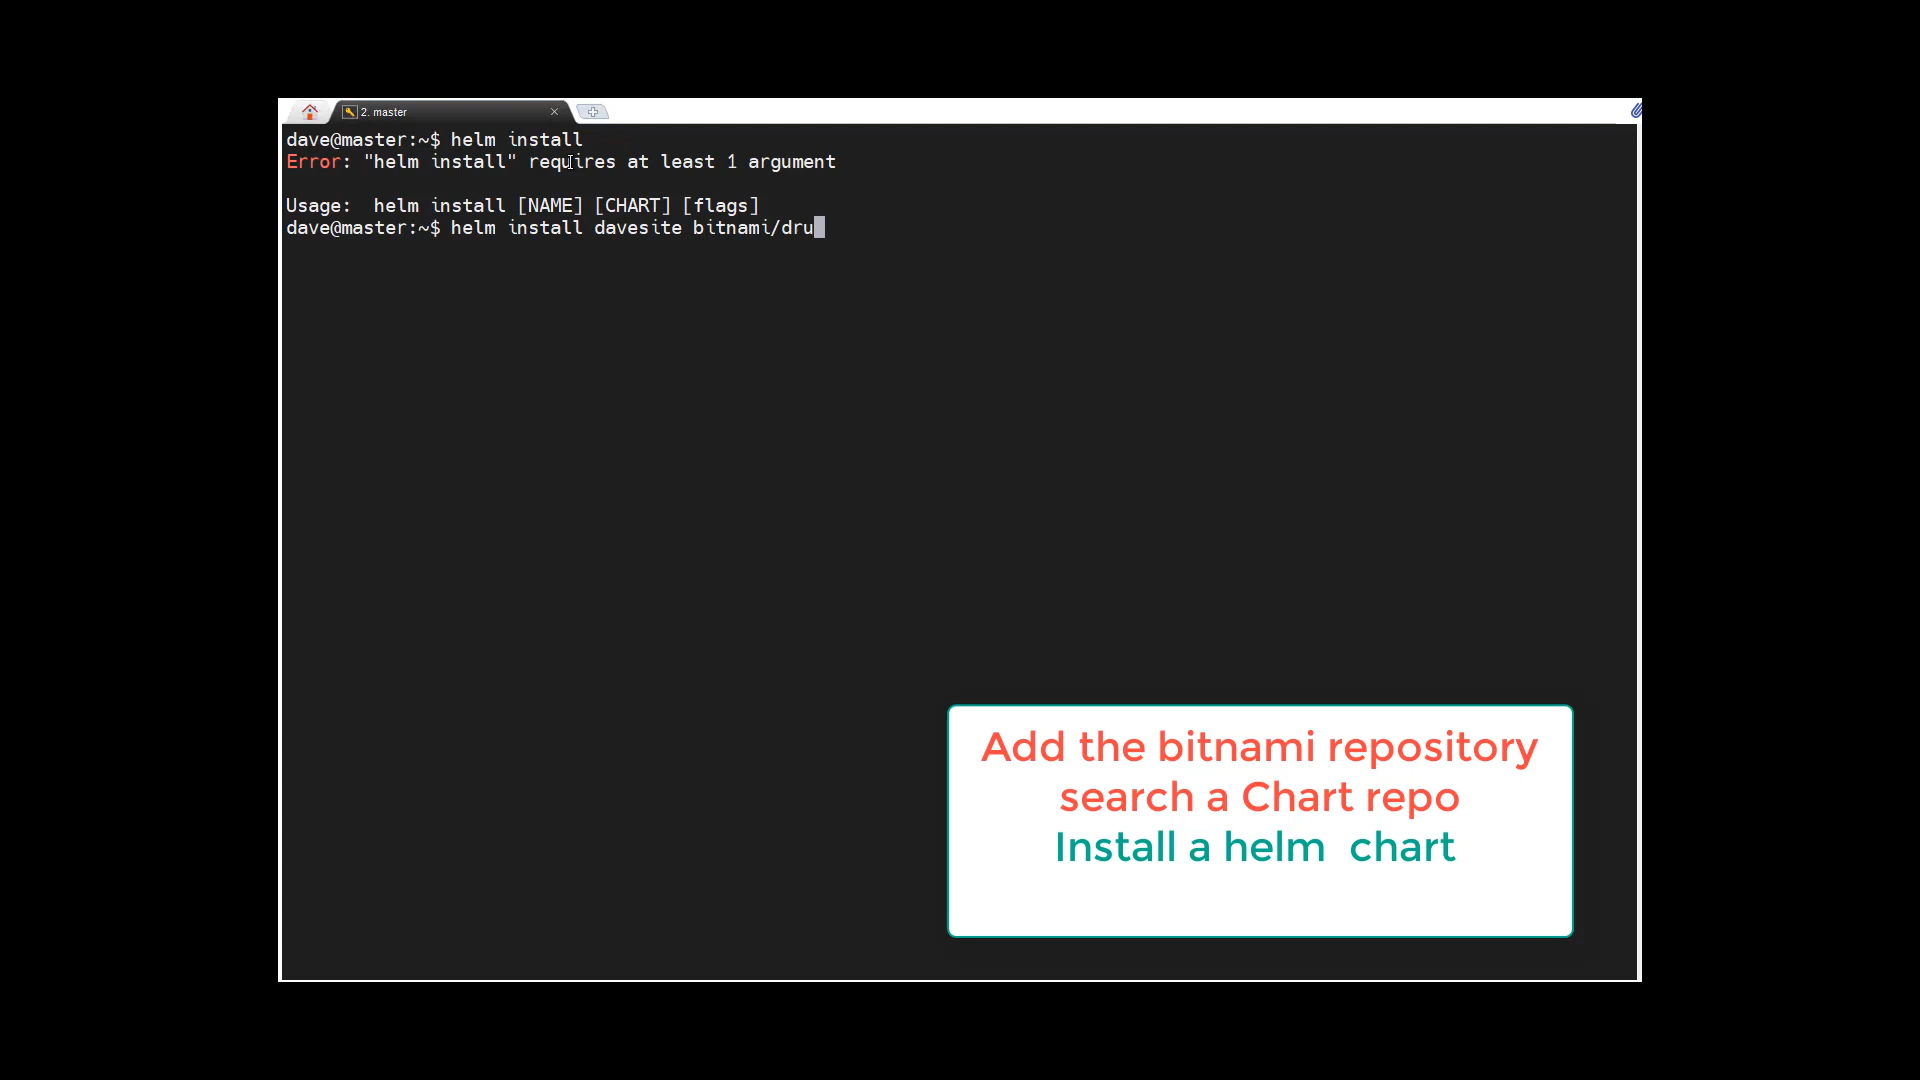 2. master
dave@master:~$ helm install
Error: "helm install" requires at least 1 argument
Usage:  helm install [NAME] [CHART] [flags]
dave@master:~$ helm install davesite bitnami/dru
Add the bitnami repository
search a Chart repo
Install a helm  chart